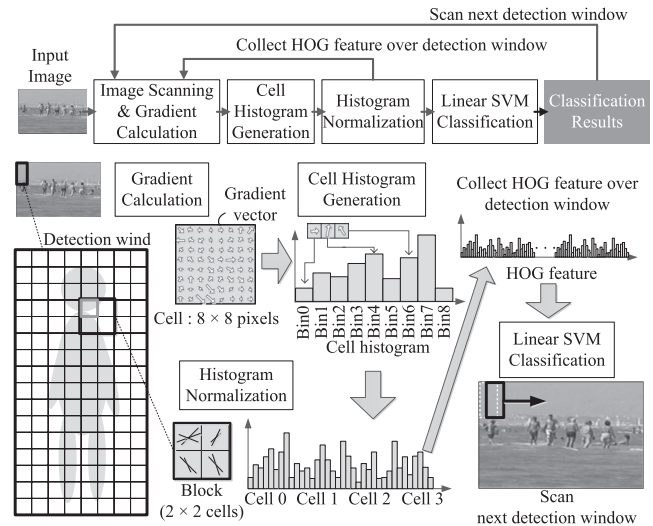 Scan next detection window
Collect HOG feature over detection window
Input
Image
Image Scanning
& Gradient
Calculation
Cell
Histogram
Generation
Histogram
Normalization
Linear SVM
Classification
Classification
Results
Gradient
Calculation
Gradient
vector
Cell Histogram
Generation
Collect HOG feature over
detection window
Detection wind
HOG feature
Cell : 8 × 8 pixels
Bin0
Bin1
Bin2
Bin3
Bin4
Bin5
Bin6
Bin7
Bin8
Cell histogram
Linear SVM
Classification
Histogram
Normalization
Block
(2 × 2 cells)
Cell 0 Cell 1 Cell 2 Cell 3
Scan
next detection window